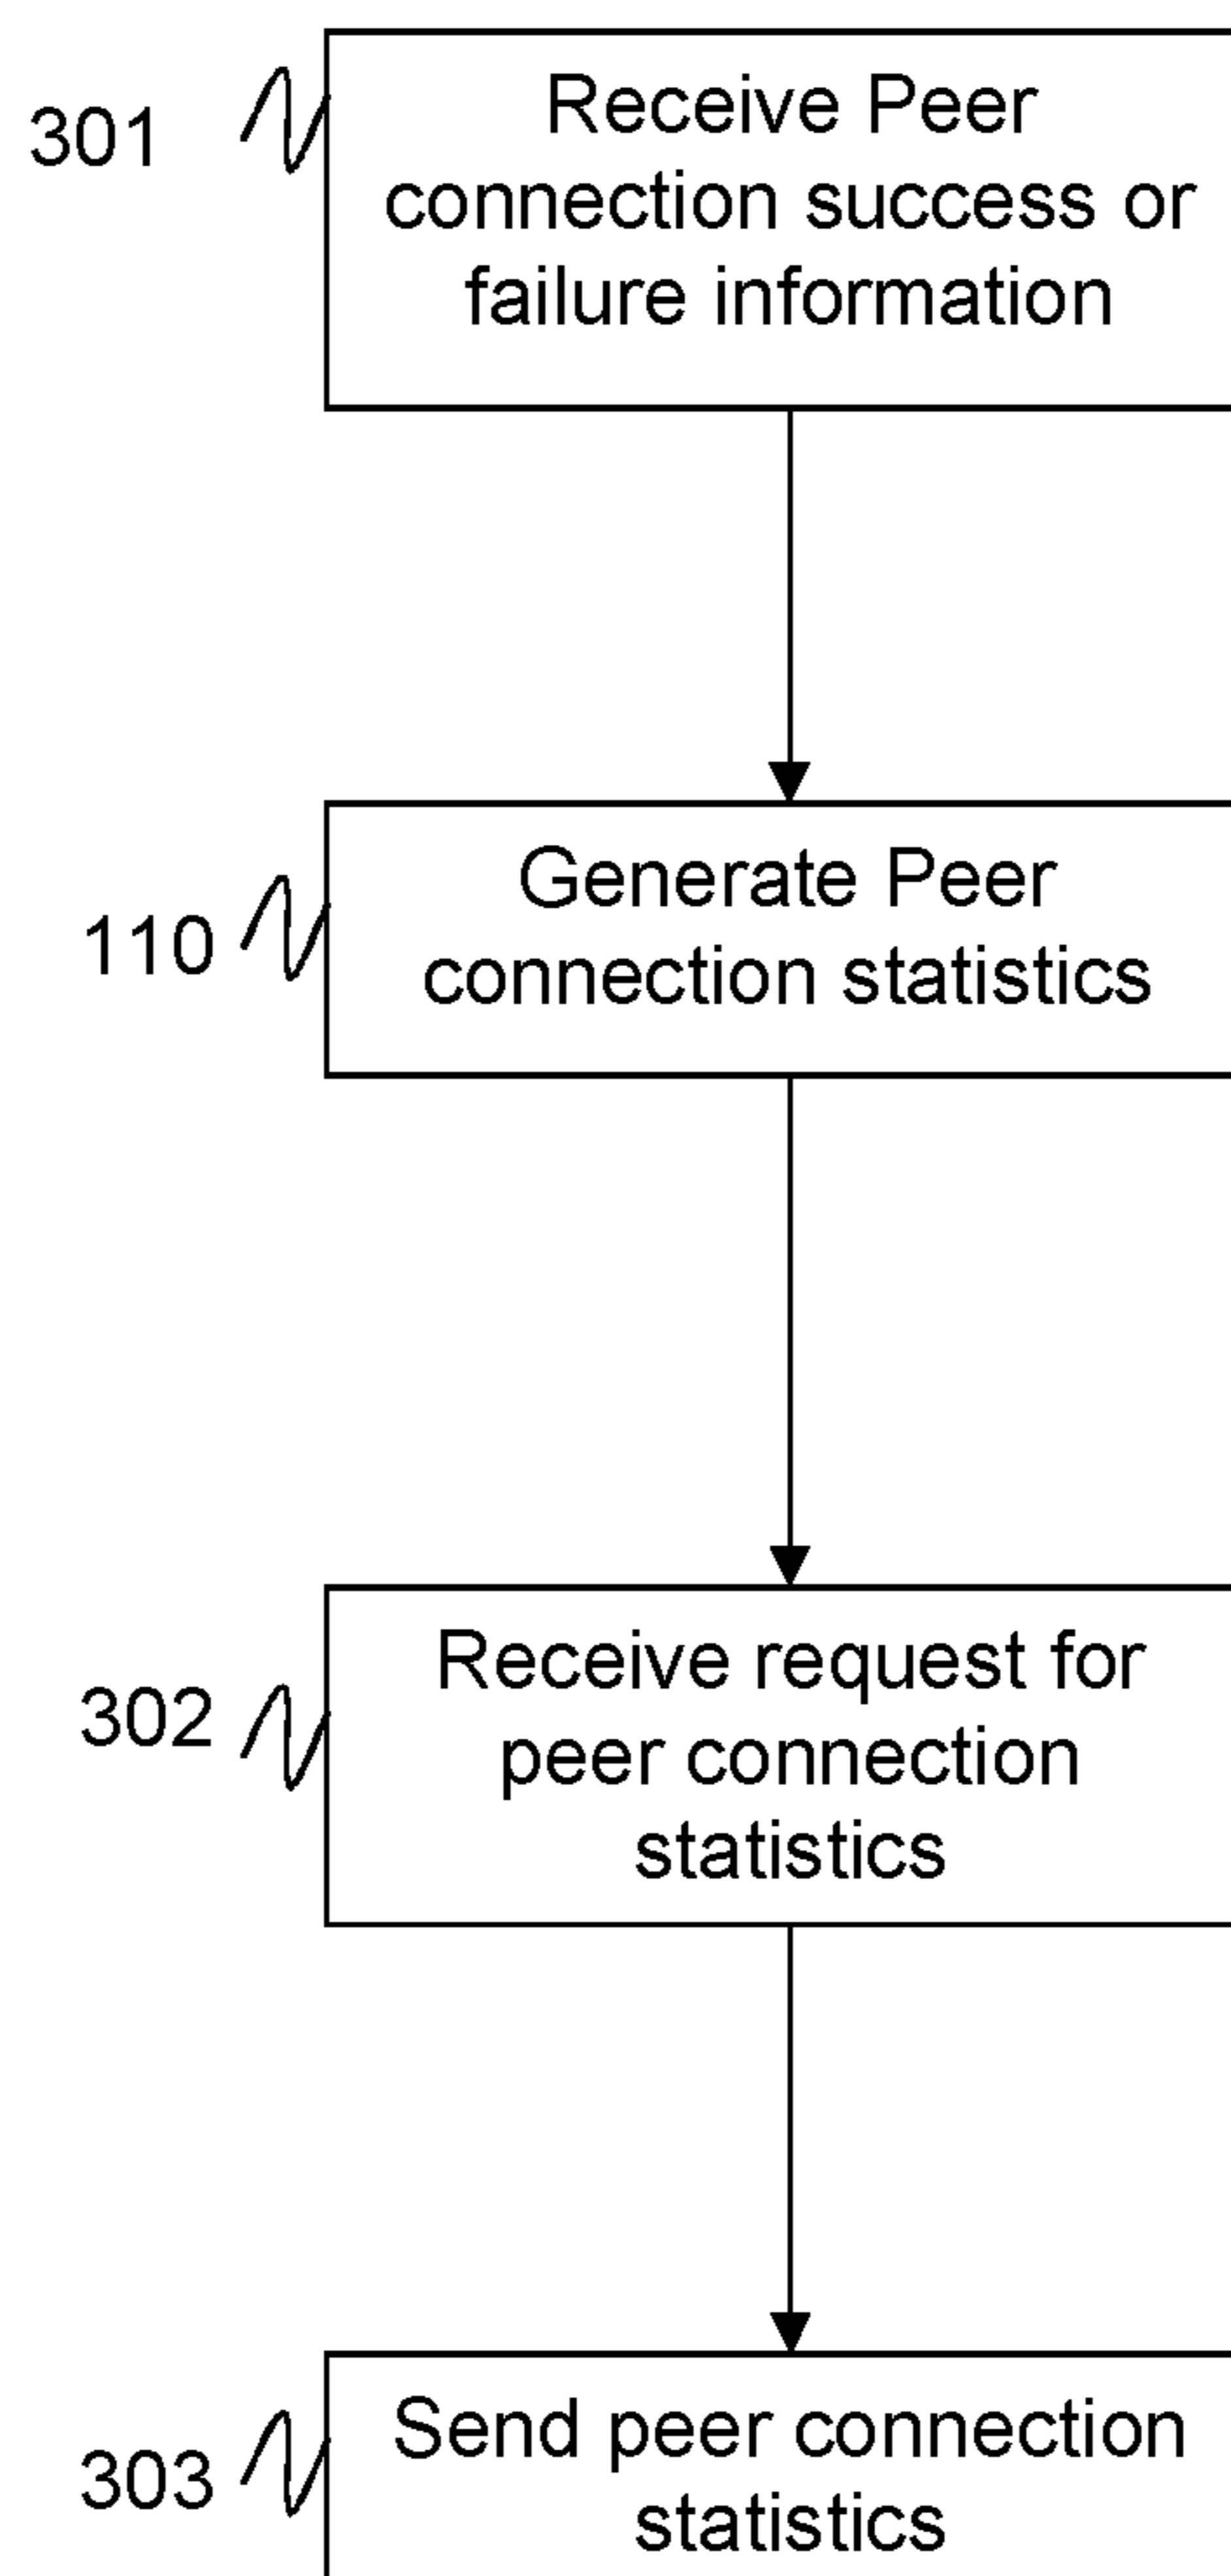 301
Receive Peer
connection success or
failure information
110
Generate Peer
connection statistics
302
Receive request for
peer connection
statistics
303
Send peer connection
statistics